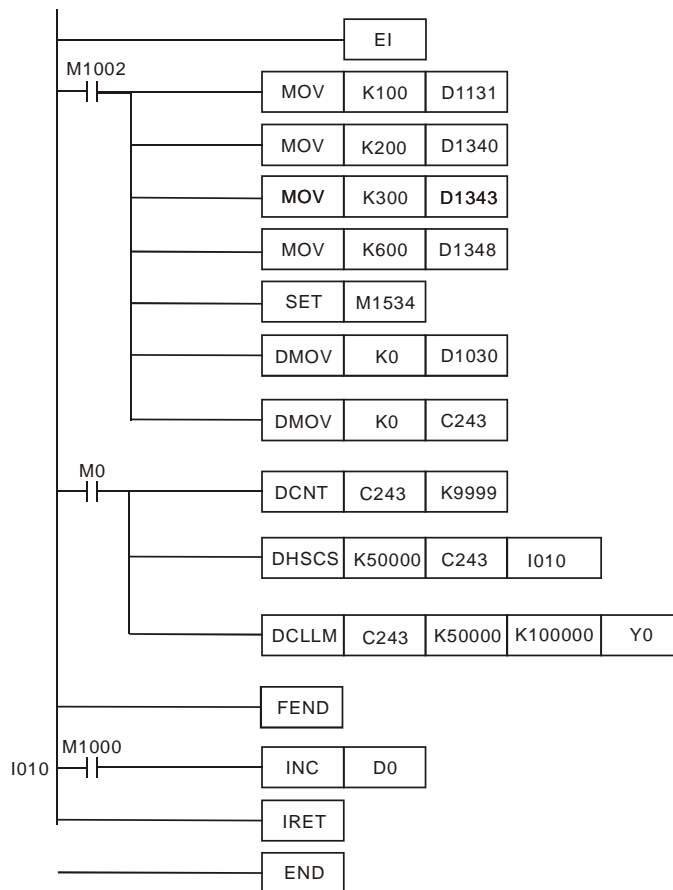 EI
M1002
MOV K100 D1131
MOV K200 D1340
MOV K300 D1343
MOV K600 D1348
SET M1534
DMOV K0 D1030
DMOV K0 C243
M0
DCNT C243 K9999
DHSCS K50000 C243 I010
DCLLM C243 K50000 K100000 Y0
FEND
M1000
I010 INC D0
IRET
END